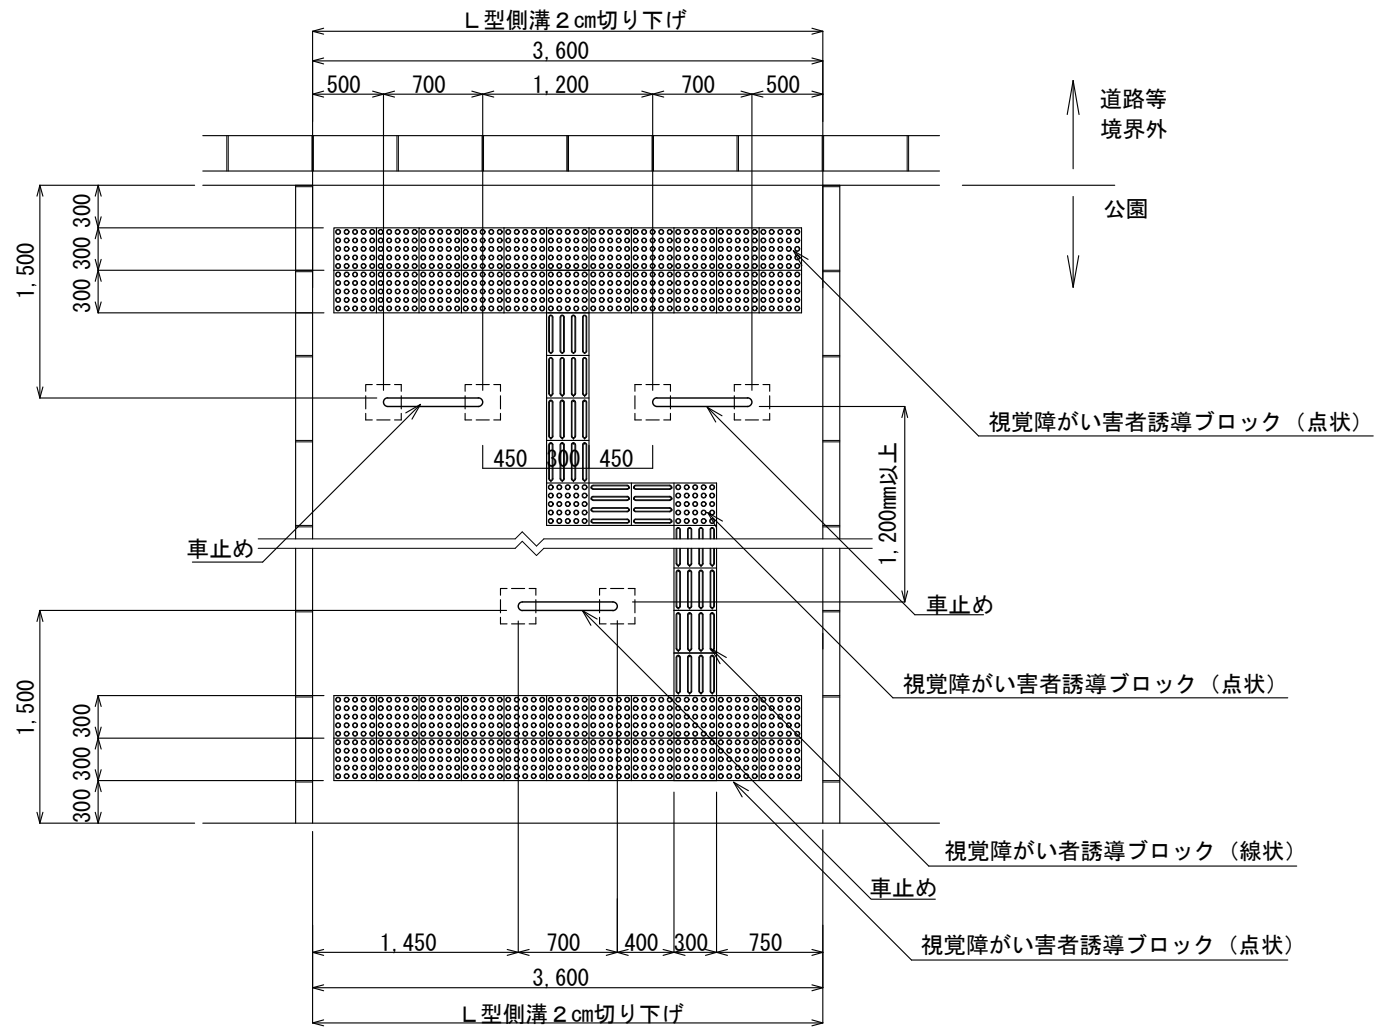 Ｌ型側溝２㎝切り下げ
3,600
500
700
1,200
700
500
道路等
境界外
公園
1,500
300
300
300
視覚障がい害者誘導ブロック（点状）
450
300
450
1,200mm以上
車止め
車止め
視覚障がい害者誘導ブロック（点状）
1,500
300
300
300
視覚障がい者誘導ブロック（線状）
車止め
視覚障がい害者誘導ブロック（点状）
1,450
700
400
300
750
3,600
Ｌ型側溝２㎝切り下げ